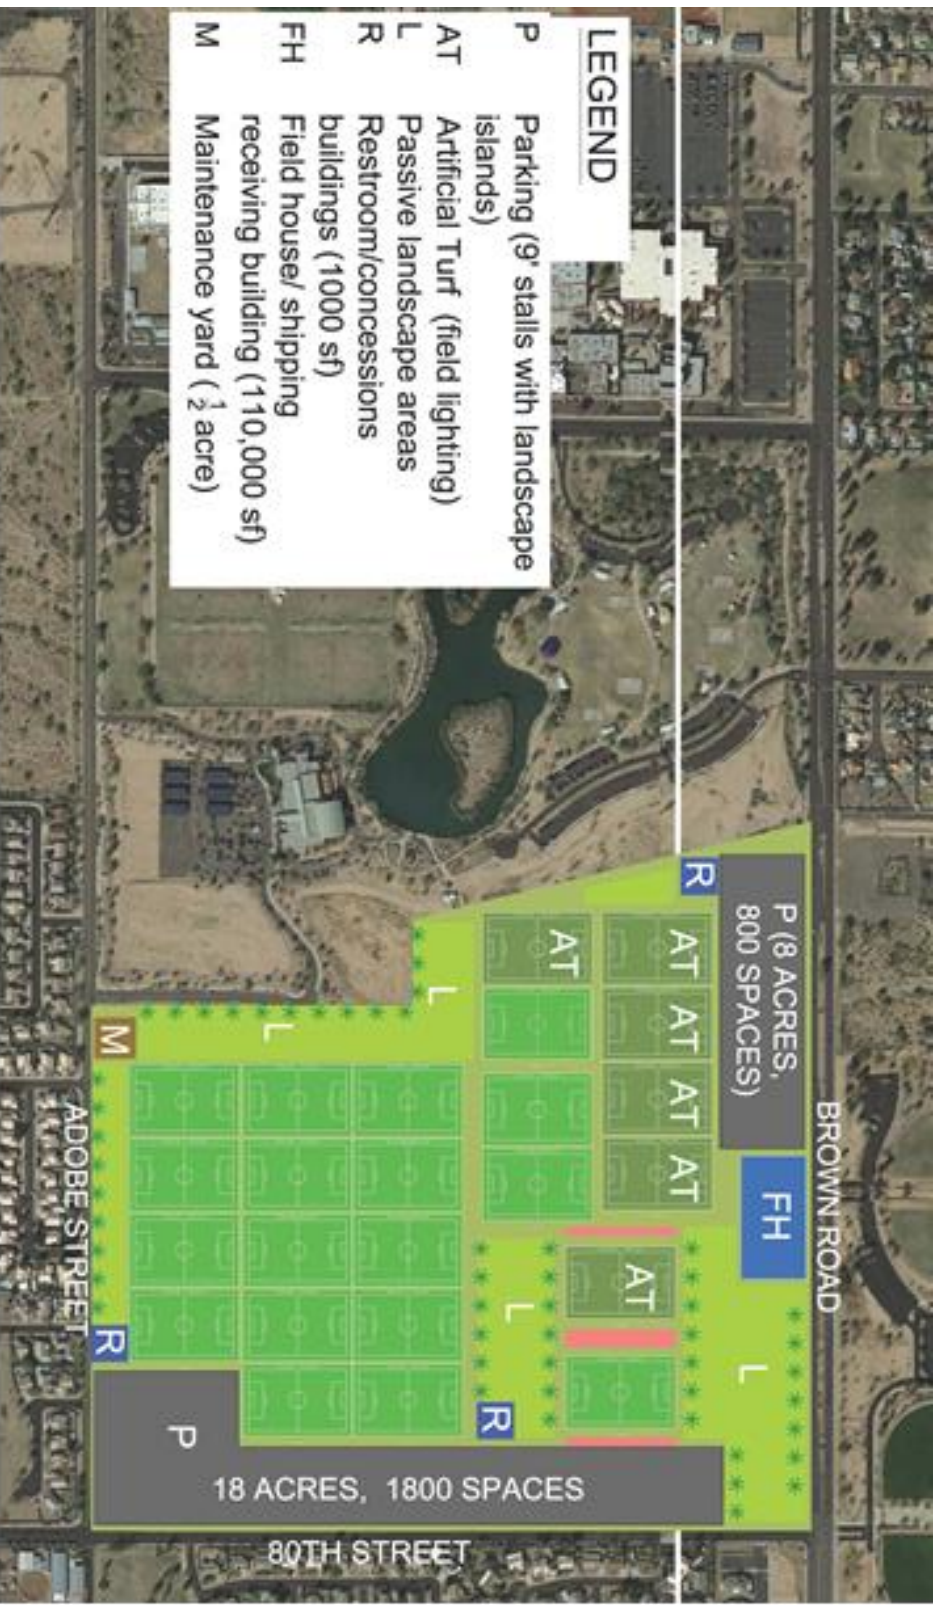 LEGEND
P Parking (9' stalls with landscape
islands)
AT Artificial Turf (field lighting)
L Passive landscape areas
R Restroom/concessions
buildings (1000 sf)
FH Field house/ shipping
receiving building (110,000 sf)
M Maintenance yard ( ½ acre)
BROWN ROAD
P (8 ACRES,
800 SPACES)
FH
L
R
AT
AT
AT
AT
AT
AT
L
L
L
R
M
R
P
18 ACRES, 1800 SPACES
80TH STREET
ADOBE STREET